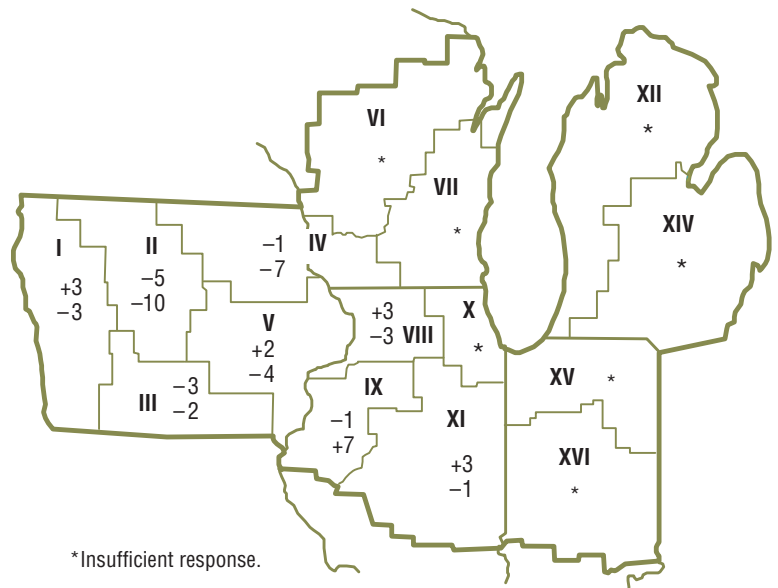 XII
*
VI
*
VII
*
XIV
*
I
+3
−3
II
−5
−10
−1
−7
IV
V
+2
−4
+3
−3
VIII
X
*
III
−3
−2
IX
−1
+7
XI
+3
−1
XV *
XVI
*
*Insufficient response.